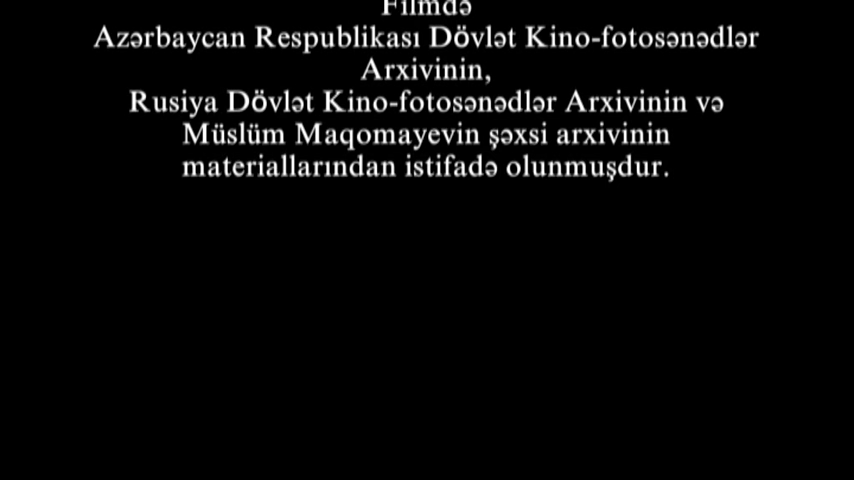 Filmdə
Azərbaycan Respublikası Dövlət Kino-fotosənədlər
Arxivinin,
Rusiya Dövlət Kino-fotosənədlər Arxivinin və
Müslüm Maqomayevin şəxsi arxivinin
materiallarından istifadə olunmuşdur.